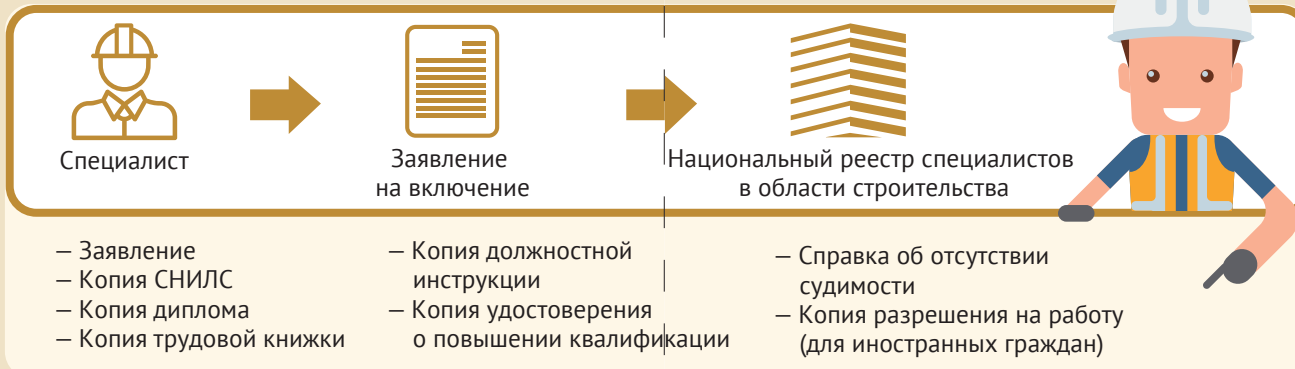 Специалист
Заявление
на включение
Национальный реестр специалистов
в области строительства
— Заявление
— Копия СНИЛС
— Копия диплома
— Копия трудовой книжки
— Копия должностной
инструкции
— Копия удостоверения
о повышении квалификации
— Справка об отсутствии
судимости
— Копия разрешения на работу
(для иностранных граждан)